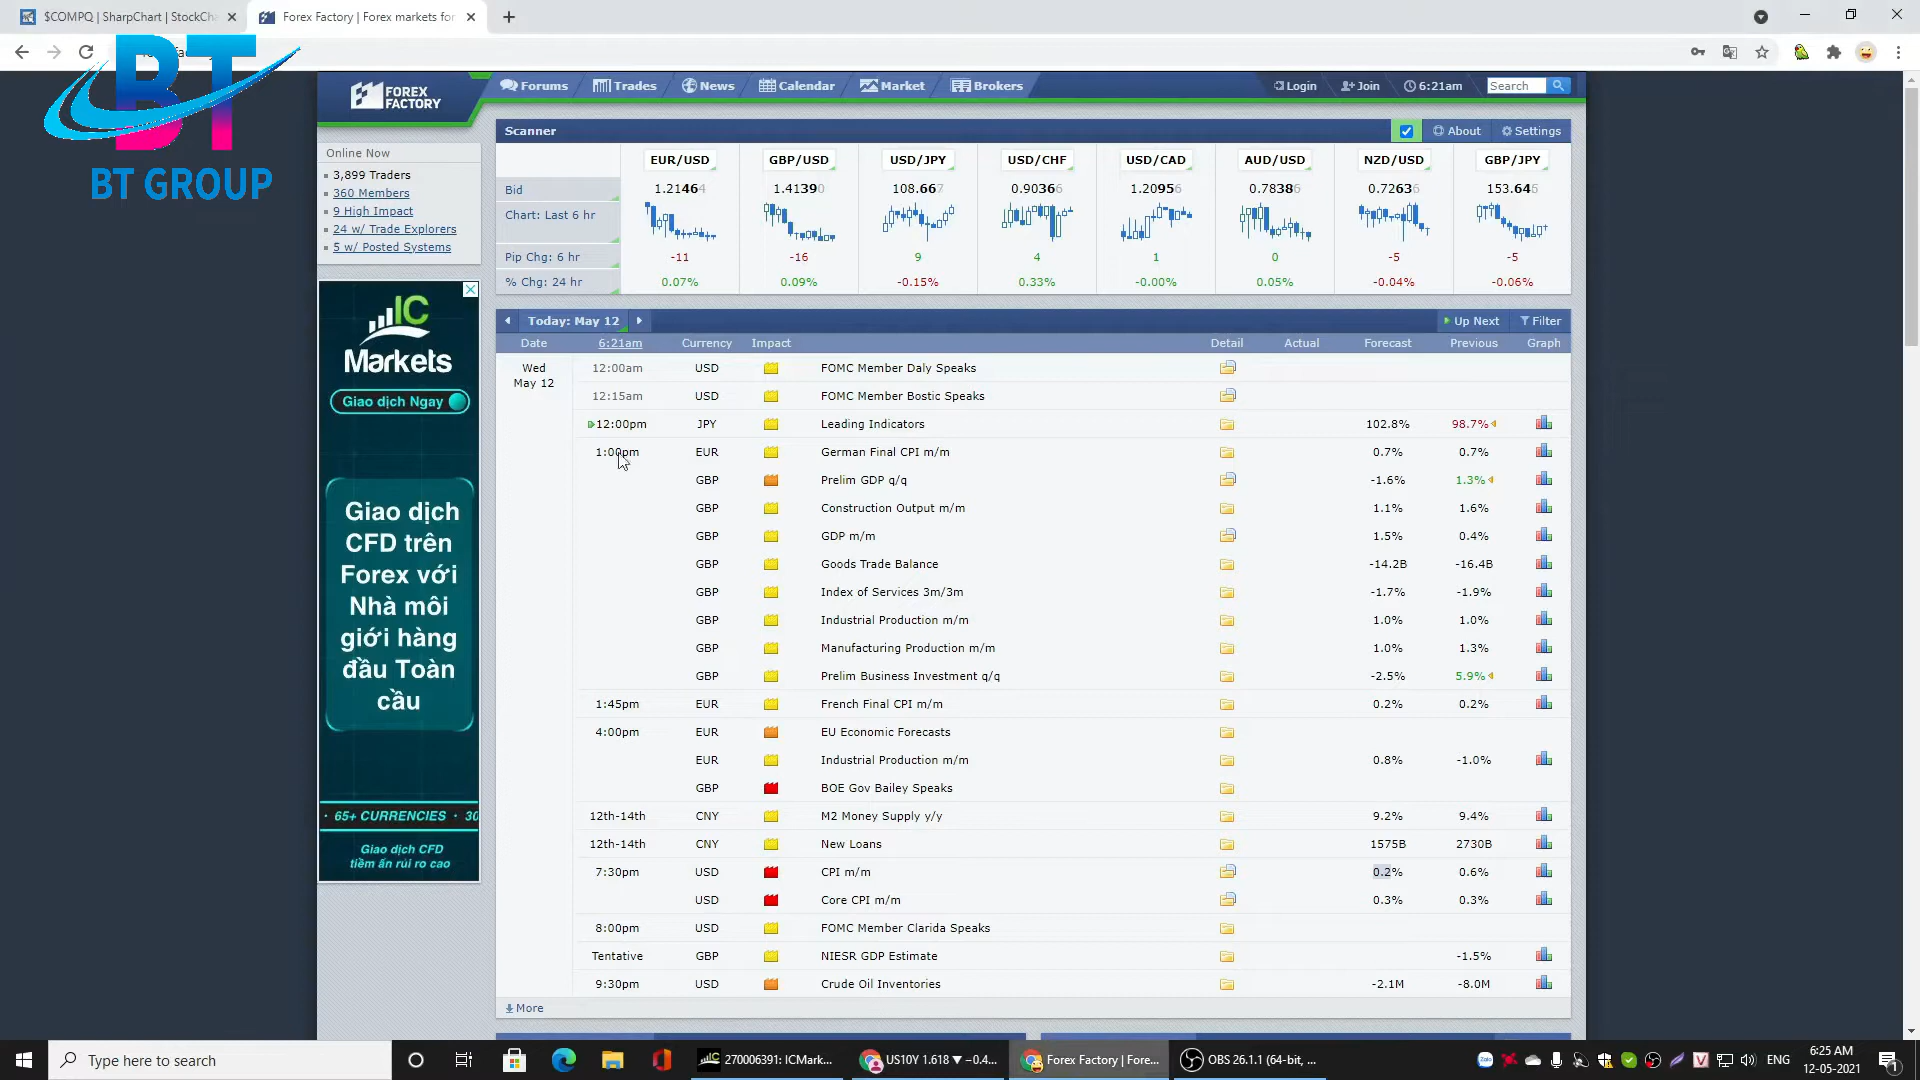 $COMPQ | SharpChart | StockCha
Forex Factory | Forex markets for
BT
BT GROUP
FOREX
FACTORY
Forums
Trades
News
Calendar
Market
Brokers
Login
Join
6:21am
Search
Online Now
3,899 Traders
360 Members
9 High Impact
24 w/ Trade Explorers
5 w/ Posted Systems
IC
Markets
Giao dịch Ngay
Giao dịch
CFD trên
Forex với
Nhà môi
giới hàng
đầu Toàn
cầu
· 65+ CURRENCIES · 30
Giao dịch CFD
tiềm ẩn rủi ro cao
Scanner About Settings
EUR/USD GBP/USD USD/JPY USD/CHF USD/CAD AUD/USD NZD/USD GBP/JPY
Bid 1.21464 1.41390 108.667 0.90366 1.20956 0.78386 0.72636 153.646
Chart: Last 6 hr
Pip Chg: 6 hr -11 -16 9 4 1 0 -5 -5
% Chg: 24 hr 0.07% 0.09% -0.15% 0.33% -0.00% 0.05% -0.04% -0.06%
Today: May 12 Up Next Filter
Date 6:21am Currency Impact Detail Actual Forecast Previous Graph
Wed 12:00am USD FOMC Member Daly Speaks
May 12
12:15am USD FOMC Member Bostic Speaks
12:00pm JPY Leading Indicators 102.8% 98.7%
1:00pm EUR German Final CPI m/m 0.7% 0.7%
GBP Prelim GDP q/q -1.6% 1.3%
GBP Construction Output m/m 1.1% 1.6%
GBP GDP m/m 1.5% 0.4%
GBP Goods Trade Balance -14.2B -16.4B
GBP Index of Services 3m/3m -1.7% -1.9%
GBP Industrial Production m/m 1.0% 1.0%
GBP Manufacturing Production m/m 1.0% 1.3%
GBP Prelim Business Investment q/q -2.5% 5.9%
1:45pm EUR French Final CPI m/m 0.2% 0.2%
4:00pm EUR EU Economic Forecasts
EUR Industrial Production m/m 0.8% -1.0%
GBP BOE Gov Bailey Speaks
12th-14th CNY M2 Money Supply y/y 9.2% 9.4%
12th-14th CNY New Loans 1575B 2730B
7:30pm USD CPI m/m 0.2% 0.6%
USD Core CPI m/m 0.3% 0.3%
8:00pm USD FOMC Member Clarida Speaks
Tentative GBP NIESR GDP Estimate -1.5%
9:30pm USD Crude Oil Inventories -2.1M -8.0M
More
Type here to search
270006391: ICMark...
US10Y 1.618 ▼ −0.4...
Forex Factory | Fore...
OBS 26.1.1 (64-bit, ...
ENG
6:25 AM
12-05-2021